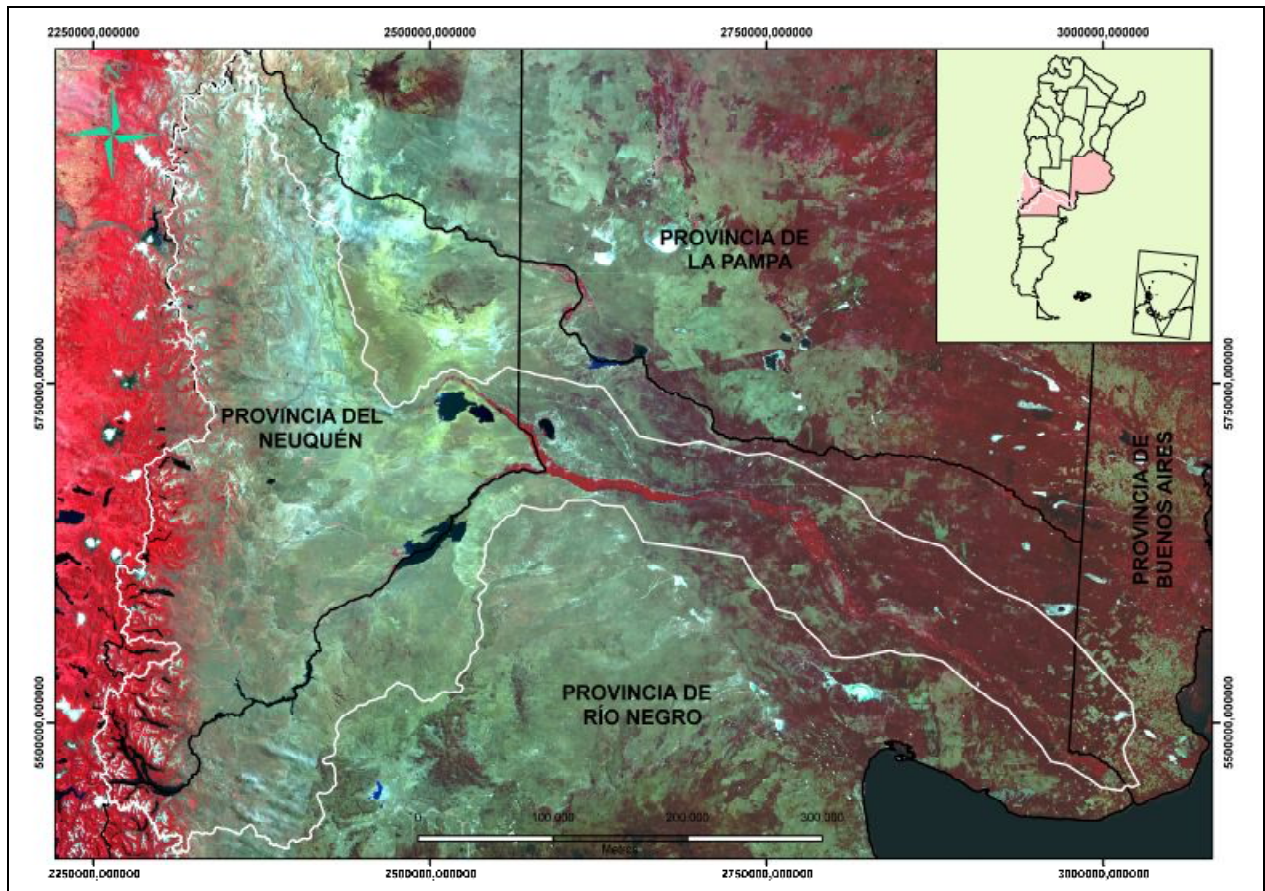 2250000,000000 2500000,000000 2750000,000000 3000000,000000
PROVINCIA DE
LA PAMPA
5750000,000000
5750000,000000
PROVINCIA DEL
NEUQUÉN
PROVINCIA DE
BUENOS AIRES
PROVINCIA DE
RÍO NEGRO
5500000,000000
5500000,000000
0 100.000 200.000 300.000
Metros
2250000,000000 2500000,000000 2750000,000000 3000000,000000